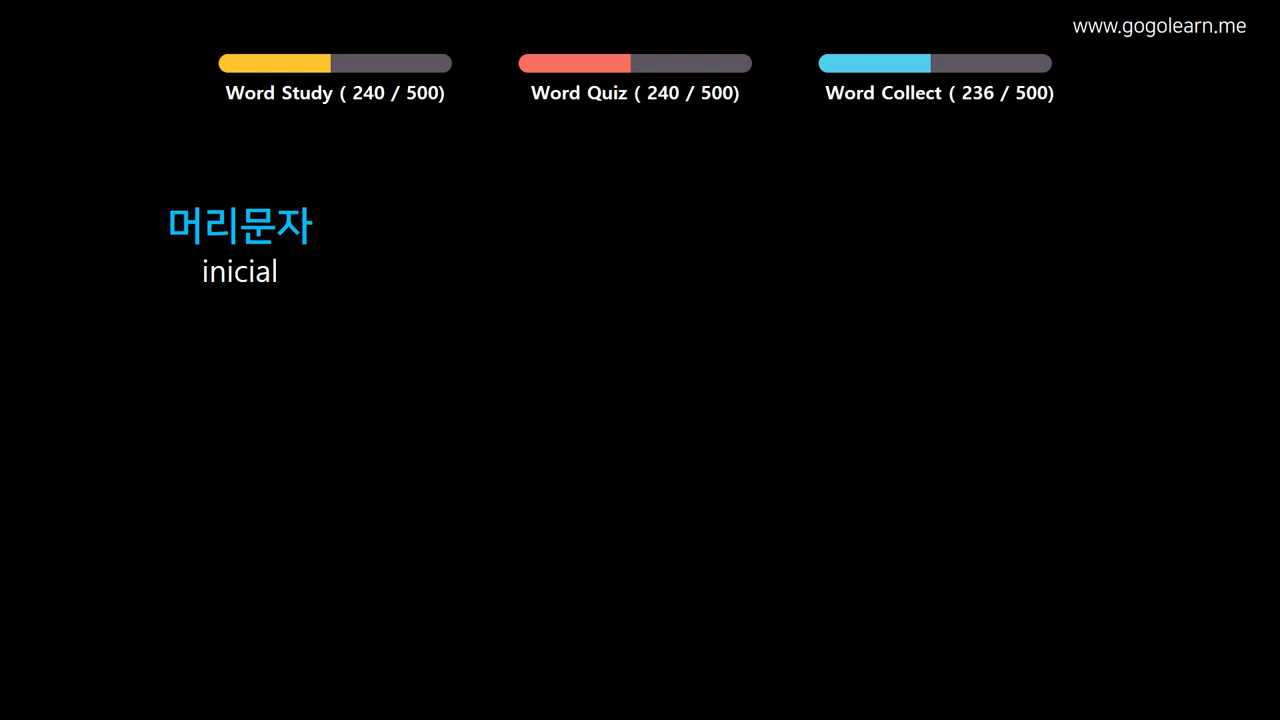 www.gogolearn.me
Word Study ( 240 / 500)
Word Quiz ( 240 / 500)
Word Collect ( 236 / 500)
머리문자
inicial